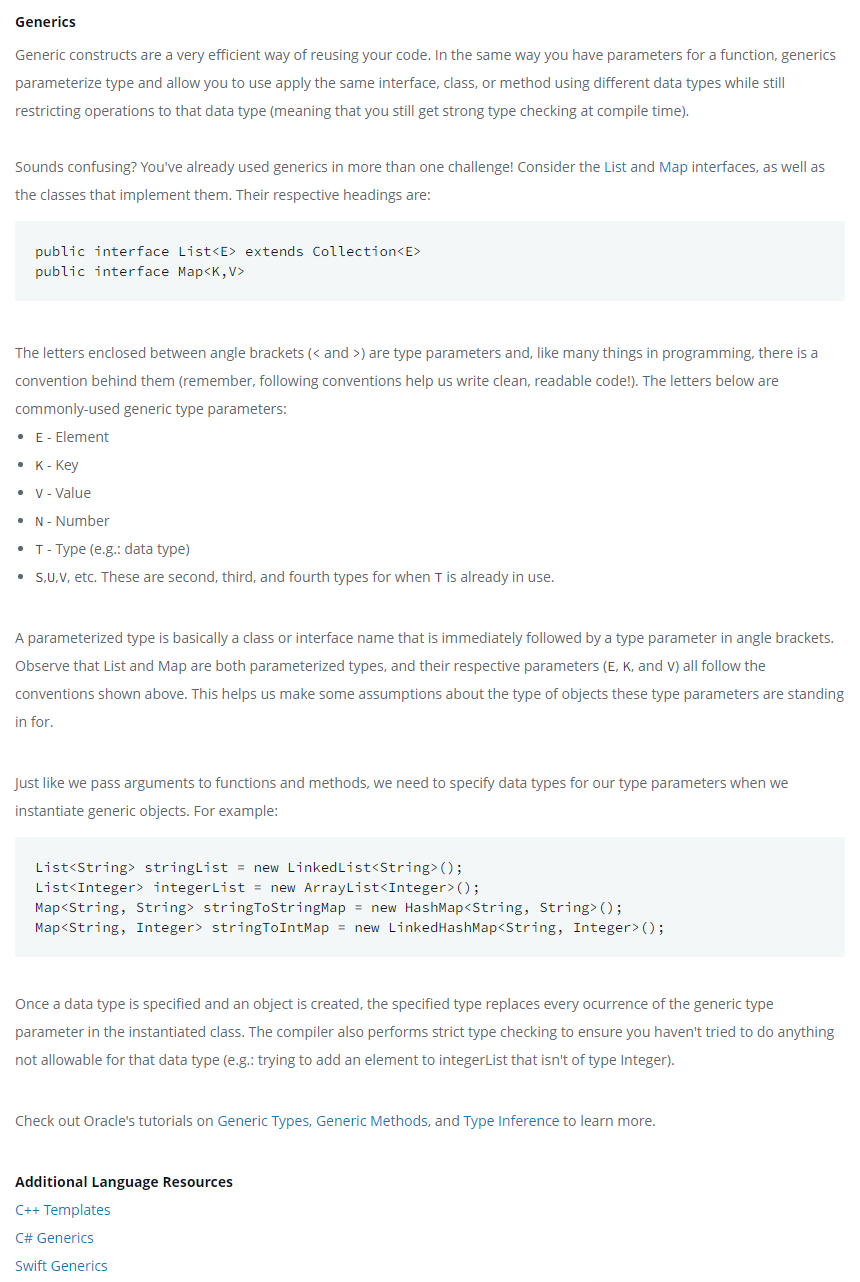 Generics
Generic constructs are a very efficient way of reusing your code. In the same way you have parameters for a function, generics
parameterize type and allow you to use apply the same interface, class, or method using different data types while still
restricting operations to that data type (meaning that you still get strong type checking at compile time).
Sounds confusing? You've already used generics in more than one challenge! Consider the List and Map interfaces, as well as
the classes that implement them. Their respective headings are:
public interface List<E> extends Collection<E>
public interface Map<K,V>
The letters enclosed between angle brackets (< and >) are type parameters and, like many things in programming, there is a
convention behind them (remember, following conventions help us write clean, readable code!). The letters below are
commonly-used generic type parameters:
• E - Element
• K - Key
• V - Value
• N - Number
• T - Type (e.g.: data type)
• S,U,V, etc. These are second, third, and fourth types for when T is already in use.
A parameterized type is basically a class or interface name that is immediately followed by a type parameter in angle brackets.
Observe that List and Map are both parameterized types, and their respective parameters (E, K, and V) all follow the
conventions shown above. This helps us make some assumptions about the type of objects these type parameters are standing
in for.
Just like we pass arguments to functions and methods, we need to specify data types for our type parameters when we
instantiate generic objects. For example:
List<String> stringList = new LinkedList<String>();
List<Integer> integerList = new ArrayList<Integer>();
Map<String, String> stringToStringMap = new HashMap<String, String>();
Map<String, Integer> stringToIntMap = new LinkedHashMap<String, Integer>();
Once a data type is specified and an object is created, the specified type replaces every ocurrence of the generic type
parameter in the instantiated class. The compiler also performs strict type checking to ensure you haven't tried to do anything
not allowable for that data type (e.g.: trying to add an element to integerList that isn't of type Integer).
Check out Oracle's tutorials on Generic Types, Generic Methods, and Type Inference to learn more.
Additional Language Resources
C++ Templates
C# Generics
Swift Generics